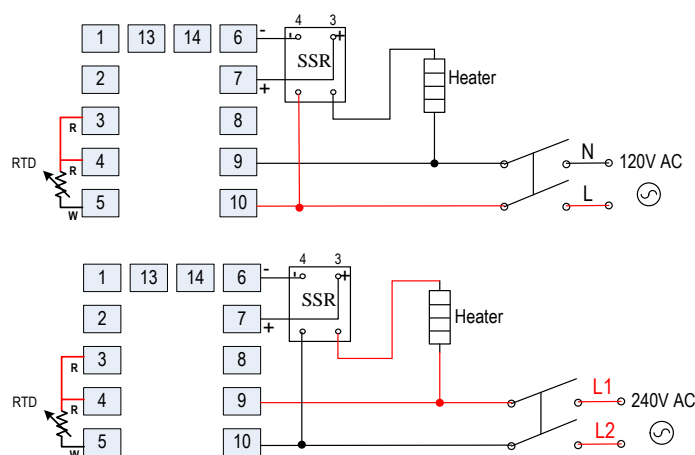 4 3
1 13 14 6 - - +
SSR
2 7 +
Heater
3 8
R
RTD 4 9 N 120V AC
R
5 10 L
W
4 3
1 13 14 6 - - +
SSR
2 7 +
Heater
3 8
R
RTD 4 9 L1 240V AC
R
5 10 L2
W